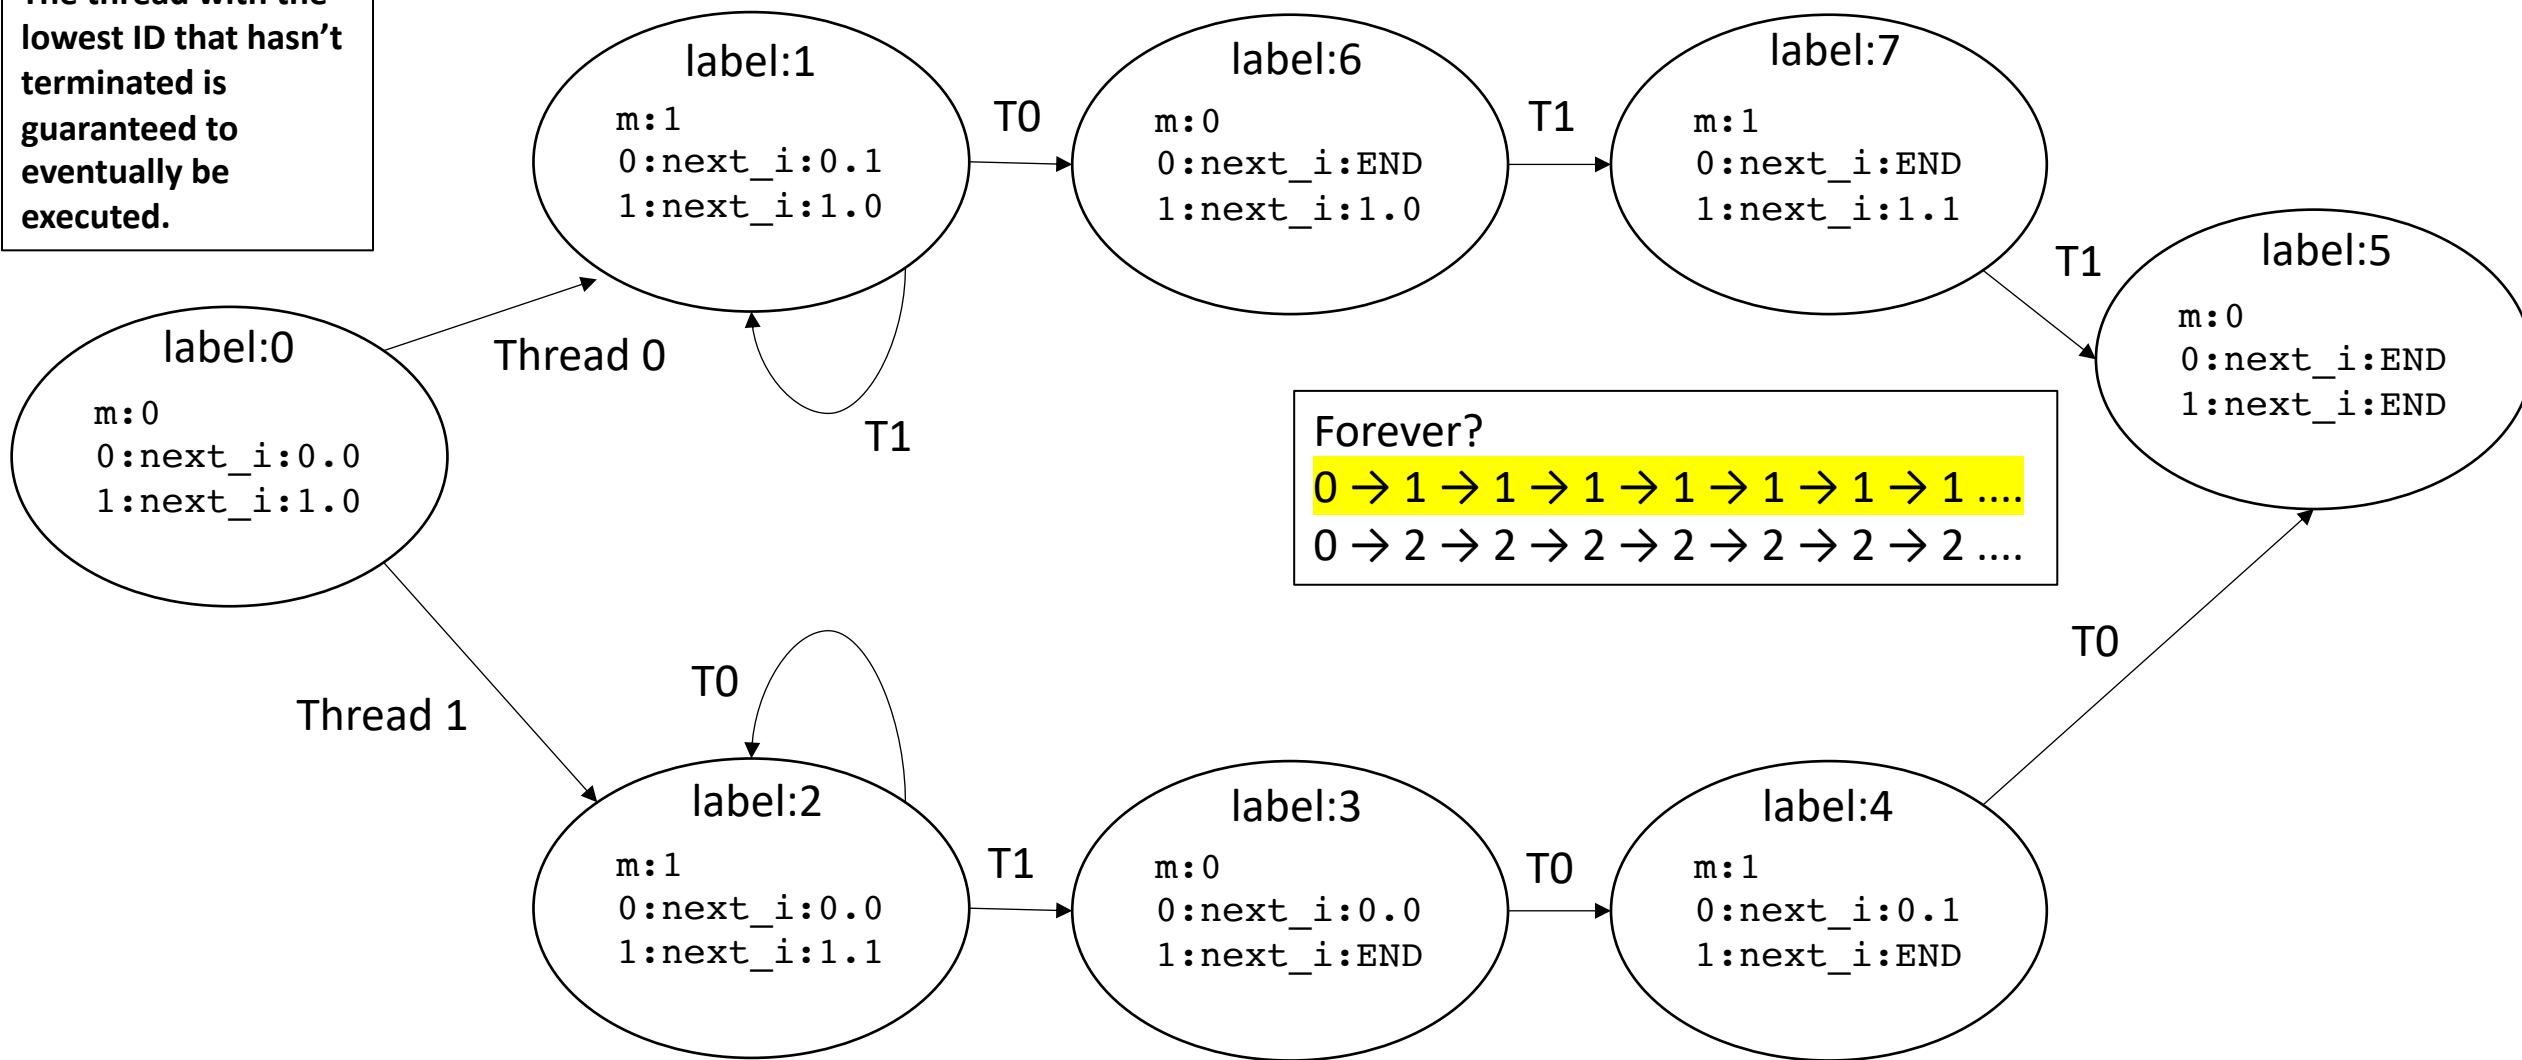 The thread with the
lowest ID that hasn’t
terminated is
guaranteed to
eventually be
executed.
label:1
m:1
0:next_i:0.1
1:next_i:1.0
T0
label:6
m:0
0:next_i:END
1:next_i:1.0
T1
label:7
m:1
0:next_i:END
1:next_i:1.1
T1
label:5
m:0
0:next_i:END
1:next_i:END
label:0
m:0
0:next_i:0.0
1:next_i:1.0
Thread 0
T1
Forever?
0 → 1 → 1 → 1 → 1 → 1 → 1 → 1 ....
0 → 2 → 2 → 2 → 2 → 2 → 2 → 2 ....
Thread 1
T0
T0
label:2
m:1
0:next_i:0.0
1:next_i:1.1
T1
label:3
m:0
0:next_i:0.0
1:next_i:END
T0
label:4
m:1
0:next_i:0.1
1:next_i:END